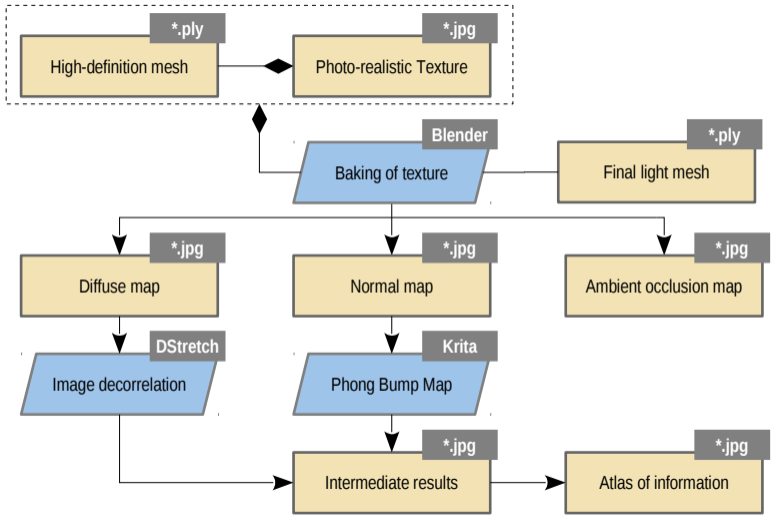 *.ply
High-definition mesh
*.jpg
Photo-realistic Texture
Blender
Baking of texture
*.ply
Final light mesh
*.jpg
Diffuse map
*.jpg
Normal map
*.jpg
Ambient occlusion map
DStretch
Image decorrelation
Krita
Phong Bump Map
*.jpg
Intermediate results
*.jpg
Atlas of information